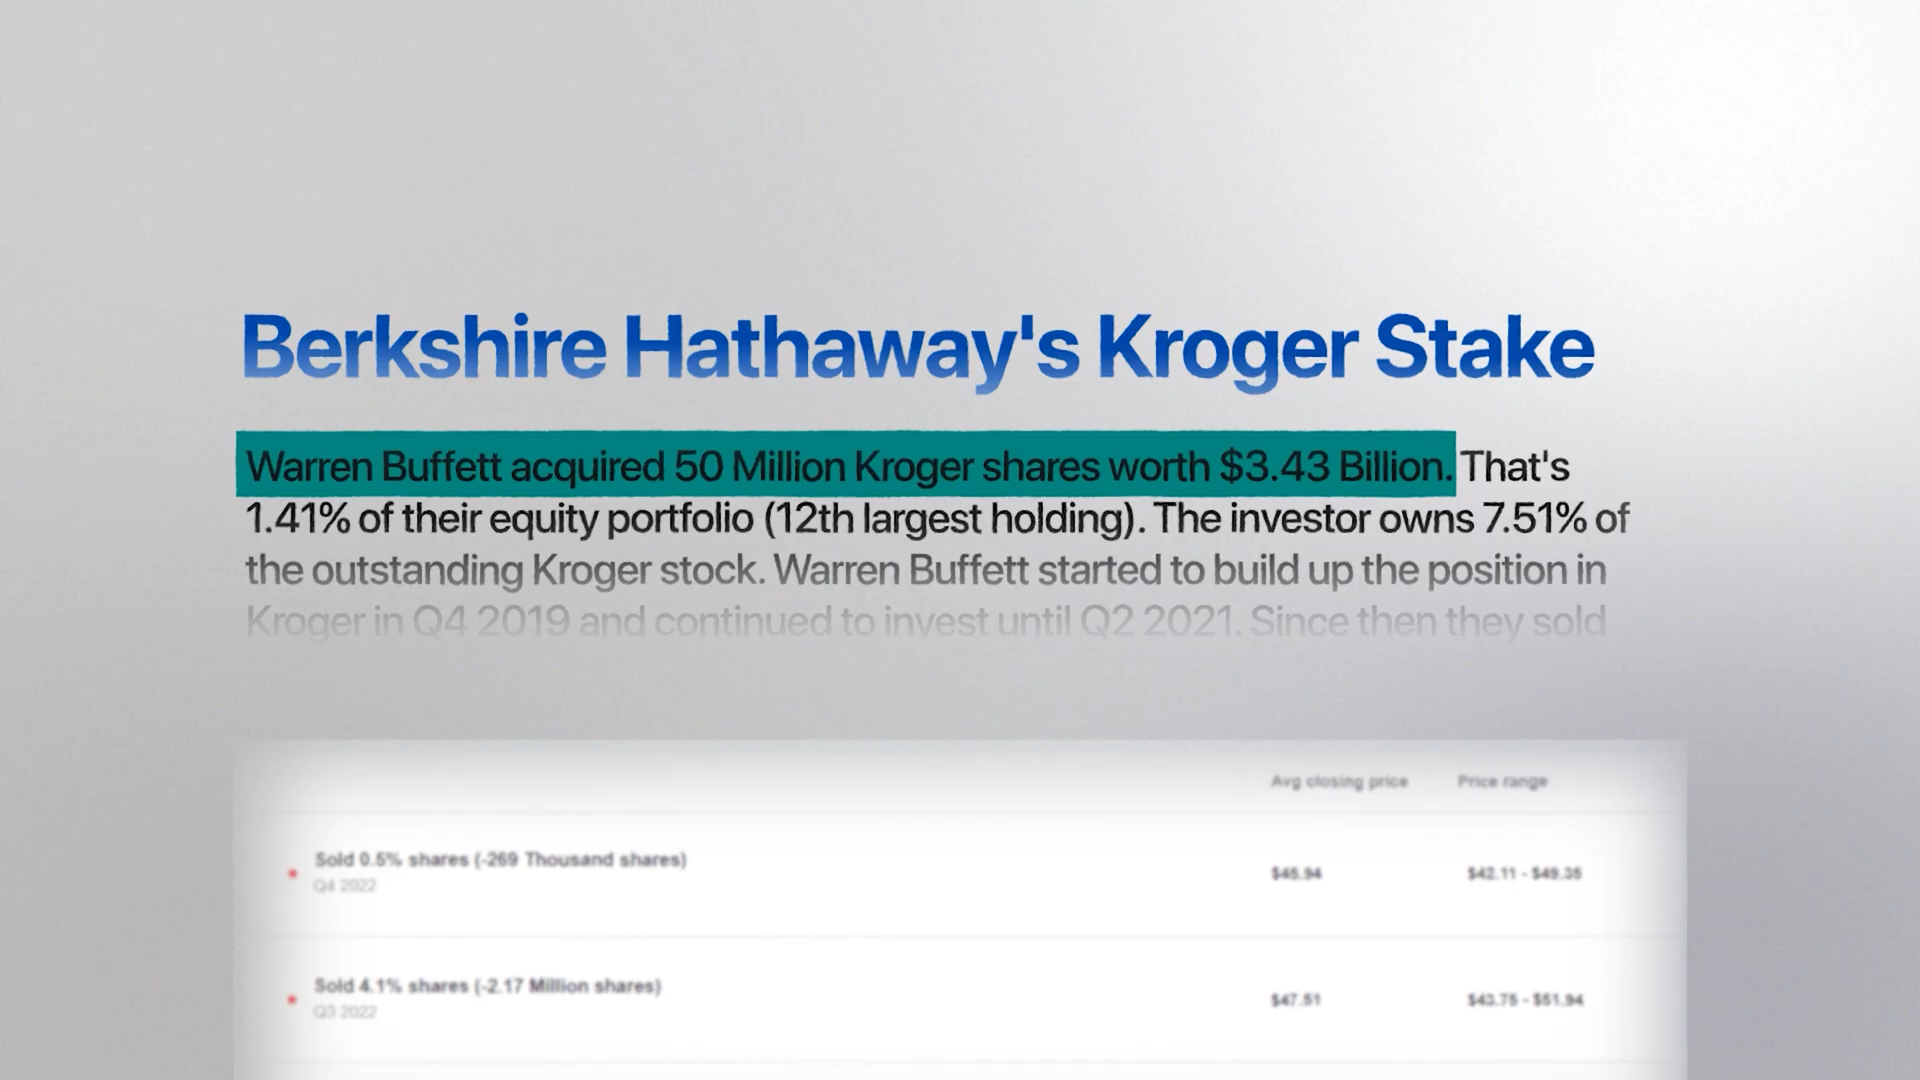 Berkshire Hathaway's Kroger Stake
Warren Buffett acquired 50 Million Kroger shares worth $3.43 Billion. That's
1.41% of their equity portfolio (12th largest holding). The investor owns 7.51% of
the outstanding Kroger stock. Warren Buffett started to build up the position in
Kroger in Q4 2019 and continued to invest until Q2 2021. Since then they sold
Avg closing price Price range
Sold 0.5% shares (-269 Thousand shares)
Q4 2022
$45.94 $42.11 - $49.35
Sold 4.1% shares (-2.17 Million shares)
Q3 2022
$47.51 $43.75 - $51.94